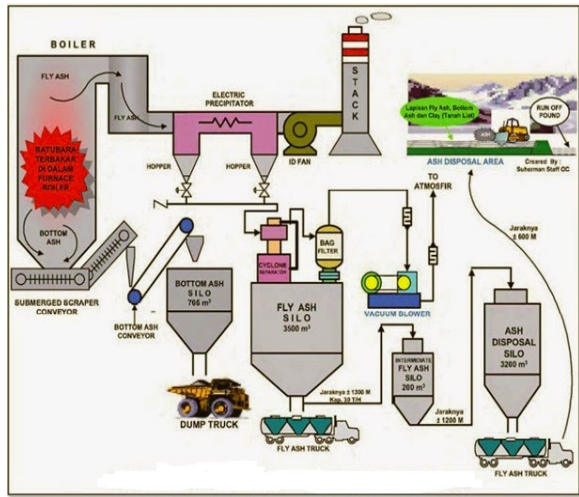 BOILER
FLY ASH
FLY ASH
BATUBARA
TERBAKAR
DI DALAM
FURNACE
BOILER
BOTTOM
ASH
SUBMERGED SCRAPER
CONVEYOR
ELECTRIC
PRECIPITATOR
HOPPER
HOPPER
ID FAN
STACK
Lapisan Fly Ash, Bottom
Ash dan Clay (Tanah Liat)
ASH
RUN OFF
POUND
ASH DISPOSAL AREA
Created By :
Suherman Staff OC
TO
ATMOSFIR
Jaraknya
± 600 M
BOTTOM ASH
CONVEYOR
BOTTOM ASH
SILO
765 m³
DUMP TRUCK
CYCLONE
SEPARATOR
BAG
FILTER
FLY ASH
SILO
3500 m³
VACUUM BLOWER
Jaraknya ± 1300 M
Kap. 30 T/H
FLY ASH TRUCK
INTERMIDIATE
FLY ASH
SILO
200 m³
Jaraknya
± 1200 M
ASH
DISPOSAL
SILO
3260 m³
FLY ASH TRUCK